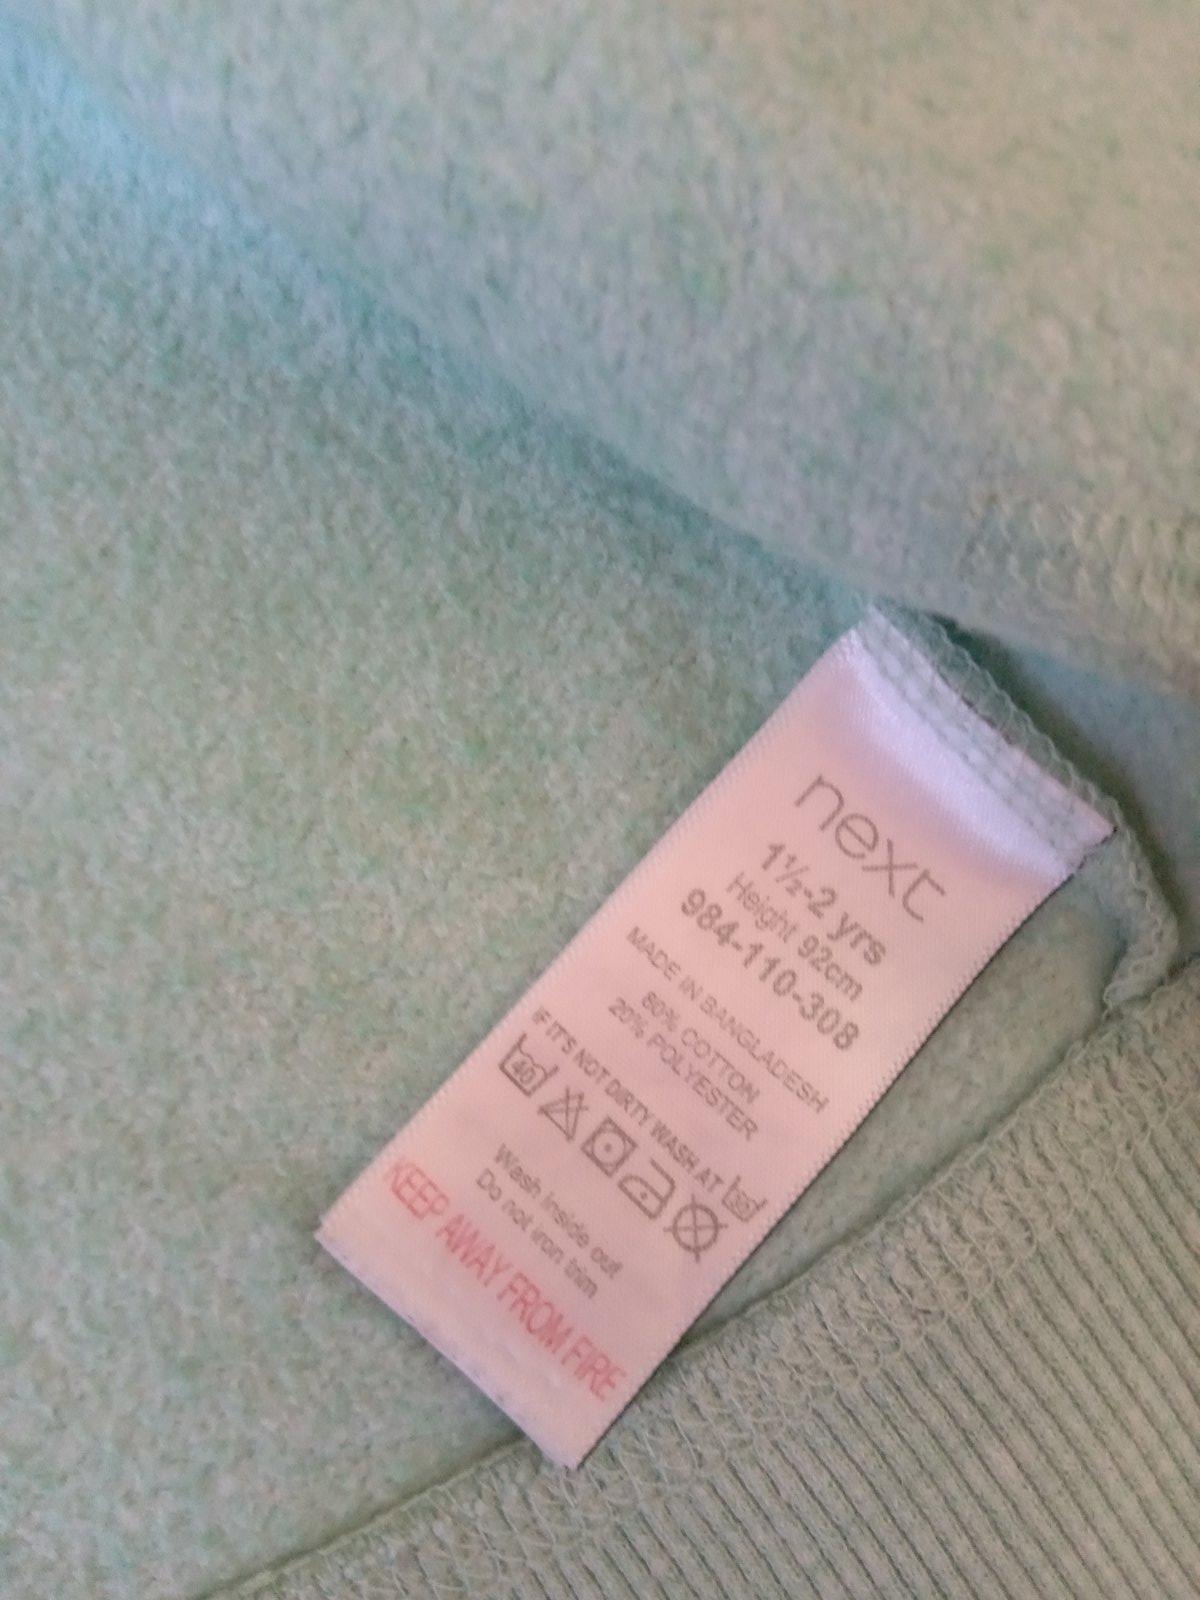 next
1½-2 yrs
Height 92cm
984-110-308
MADE IN BANGLADESH
80% COTTON
20% POLYESTER
IF IT'S NOT DIRTY WASH AT 30
40
Wash inside out
Do not iron trim
KEEP AWAY FROM FIRE